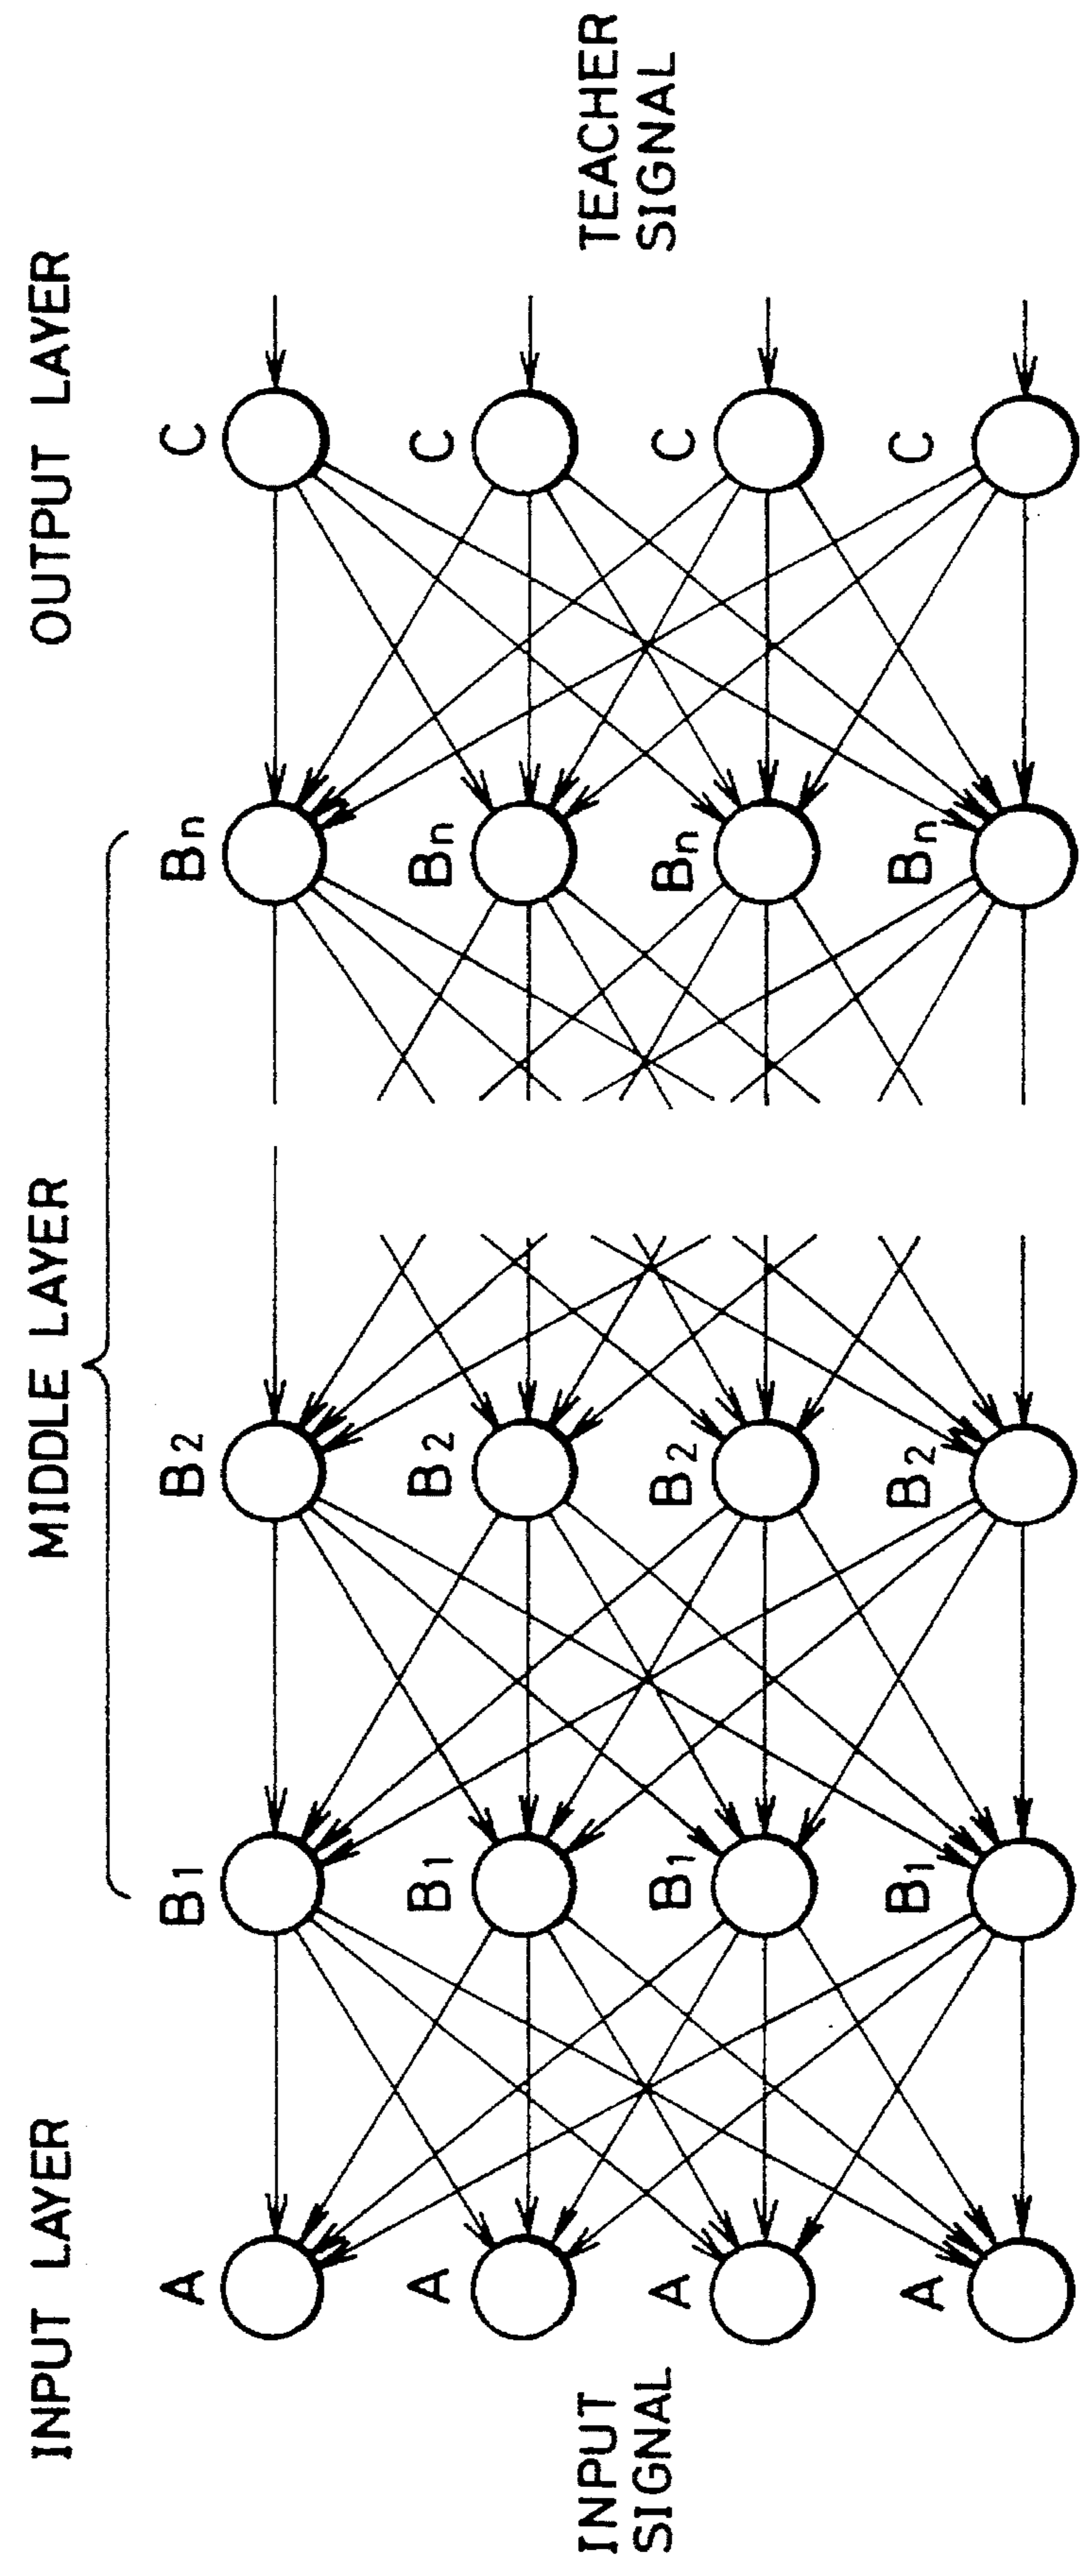 INPUT LAYER
MIDDLE LAYER
OUTPUT LAYER
A
B1
B2
Bn
C
A
B1
B2
Bn
C
A
B1
B2
Bn
C
A
B1
B2
Bn
C
INPUT
SIGNAL
TEACHER
SIGNAL